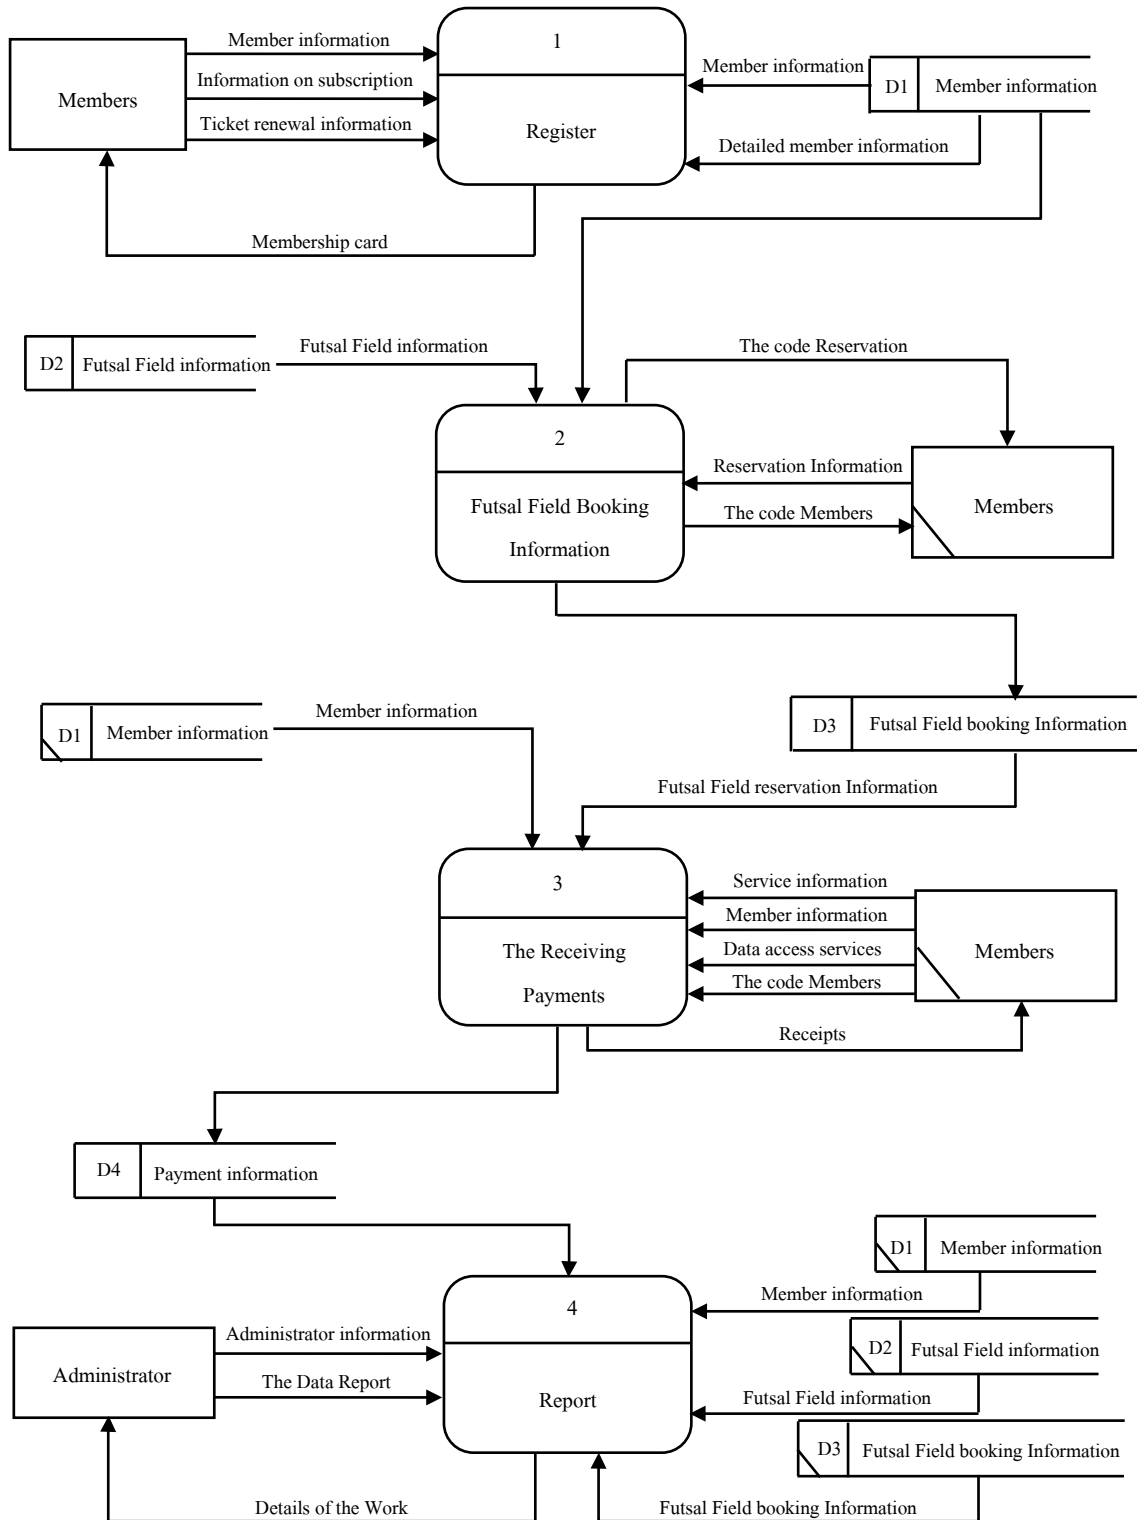 1
Member information
Information on subscription
Ticket renewal information
Members
Register
Member information
D1
Member information
Detailed member information
Membership card
D2
Futsal Field information
Futsal Field information
The code Reservation
2
Futsal Field Booking
Information
Reservation Information
The code Members
Members
D1
Member information
Member information
D3
Futsal Field booking Information
Futsal Field reservation Information
3
The Receiving
Payments
Service information
Member information
Data access services
The code Members
Members
Receipts
D4
Payment information
D1
Member information
Member information
4
Report
Administrator
Administrator information
The Data Report
D2
Futsal Field information
Futsal Field information
D3
Futsal Field booking Information
Details of the Work
Futsal Field booking Information